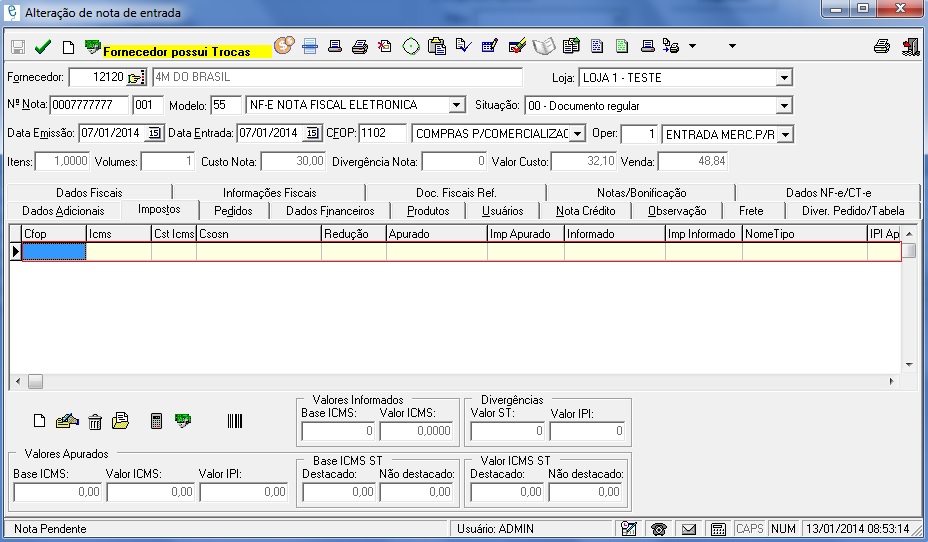 Alteração de nota de entrada
Fornecedor possui Trocas
Fornecedor: 12120 4M DO BRASIL Loja: LOJA 1 - TESTE
Nº Nota: 0007777777 001 Modelo: 55 NF-E NOTA FISCAL ELETRONICA Situação: 00 - Documento regular
Data Emissão: 07/01/2014 15 Data Entrada: 07/01/2014 15 CFOP: 1102 COMPRAS P/COMERCIALIZAC Oper: 1 ENTRADA MERC.P/R
Itens: 1,0000 Volumes: 1 Custo Nota: 30,00 Divergência Nota: 0 Valor Custo: 32,10 Venda: 48,84
Dados Fiscais Informações Fiscais Doc. Fiscais Ref. Notas/Bonificação Dados NF-e/CT-e
Dados Adicionais Impostos Pedidos Dados Financeiros Produtos Usuários Nota Crédito Observação Frete Diver. Pedido/Tabela
Cfop Icms Cst Icms Csosn Redução Apurado Imp Apurado Informado Imp Informado NomeTipo IPI Ap
Valores Informados Divergências
Base ICMS: Valor ICMS: Valor ST: Valor IPI:
0 0,0000 0 0
Valores Apurados Base ICMS ST Valor ICMS ST
Base ICMS: Valor ICMS: Valor IPI: Destacado: Não destacado: Destacado: Não destacado:
0,00 0,00 0,00 0,00 0,00 0,00 0,00
Nota Pendente Usuário: ADMIN CAPS NUM 13/01/2014 08:53:14